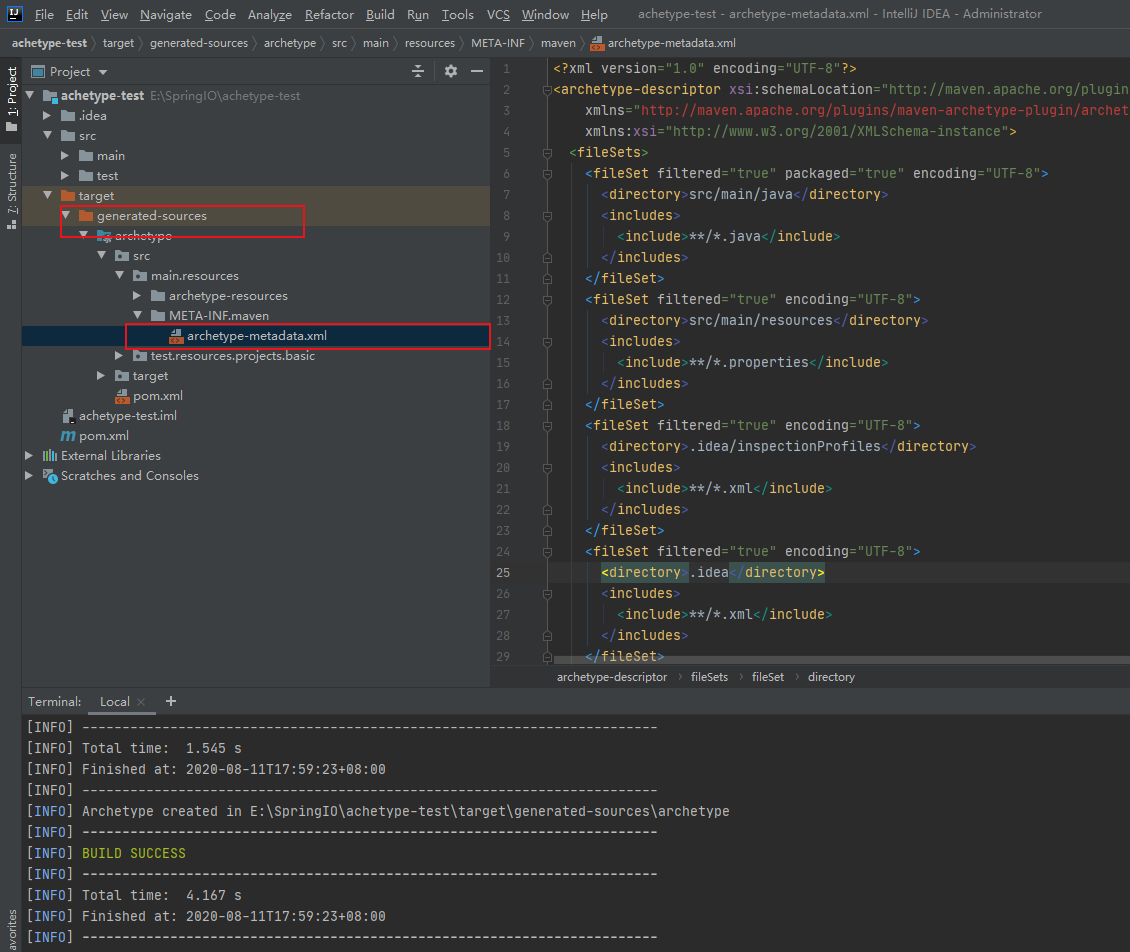 File Edit View Navigate Code Analyze Refactor Build Run Tools VCS Window Help achetype-test - archetype-metadata.xml - IntelliJ IDEA - Administrator
achetype-test target generated-sources archetype src main resources META-INF maven archetype-metadata.xml
1: Project
7: Structure
avorites
Project
achetype-test E:\SpringIO\achetype-test
.idea
src
main
test
target
generated-sources
archetype
src
main.resources
archetype-resources
META-INF.maven
archetype-metadata.xml
test.resources.projects.basic
target
pom.xml
achetype-test.iml
pom.xml
External Libraries
Scratches and Consoles
1 <?xml version="1.0" encoding="UTF-8"?>
2 <archetype-descriptor xsi:schemaLocation="http://maven.apache.org/plugin
3 xmlns="http://maven.apache.org/plugins/maven-archetype-plugin/archet
4 xmlns:xsi="http://www.w3.org/2001/XMLSchema-instance">
5 <fileSets>
6 <fileSet filtered="true" packaged="true" encoding="UTF-8">
7 <directory>src/main/java</directory>
8 <includes>
9 <include>**/*.java</include>
10 </includes>
11 </fileSet>
12 <fileSet filtered="true" encoding="UTF-8">
13 <directory>src/main/resources</directory>
14 <includes>
15 <include>**/*.properties</include>
16 </includes>
17 </fileSet>
18 <fileSet filtered="true" encoding="UTF-8">
19 <directory>.idea/inspectionProfiles</directory>
20 <includes>
21 <include>**/*.xml</include>
22 </includes>
23 </fileSet>
24 <fileSet filtered="true" encoding="UTF-8">
25 <directory>.idea</directory>
26 <includes>
27 <include>**/*.xml</include>
28 </includes>
29 </fileSet>
archetype-descriptor fileSets fileSet directory
Terminal: Local × +
[INFO] ------------------------------------------------------------------------
[INFO] Total time:  1.545 s
[INFO] Finished at: 2020-08-11T17:59:23+08:00
[INFO] ------------------------------------------------------------------------
[INFO] Archetype created in E:\SpringIO\achetype-test\target\generated-sources\archetype
[INFO] ------------------------------------------------------------------------
[INFO] BUILD SUCCESS
[INFO] ------------------------------------------------------------------------
[INFO] Total time:  4.167 s
[INFO] Finished at: 2020-08-11T17:59:23+08:00
[INFO] ------------------------------------------------------------------------